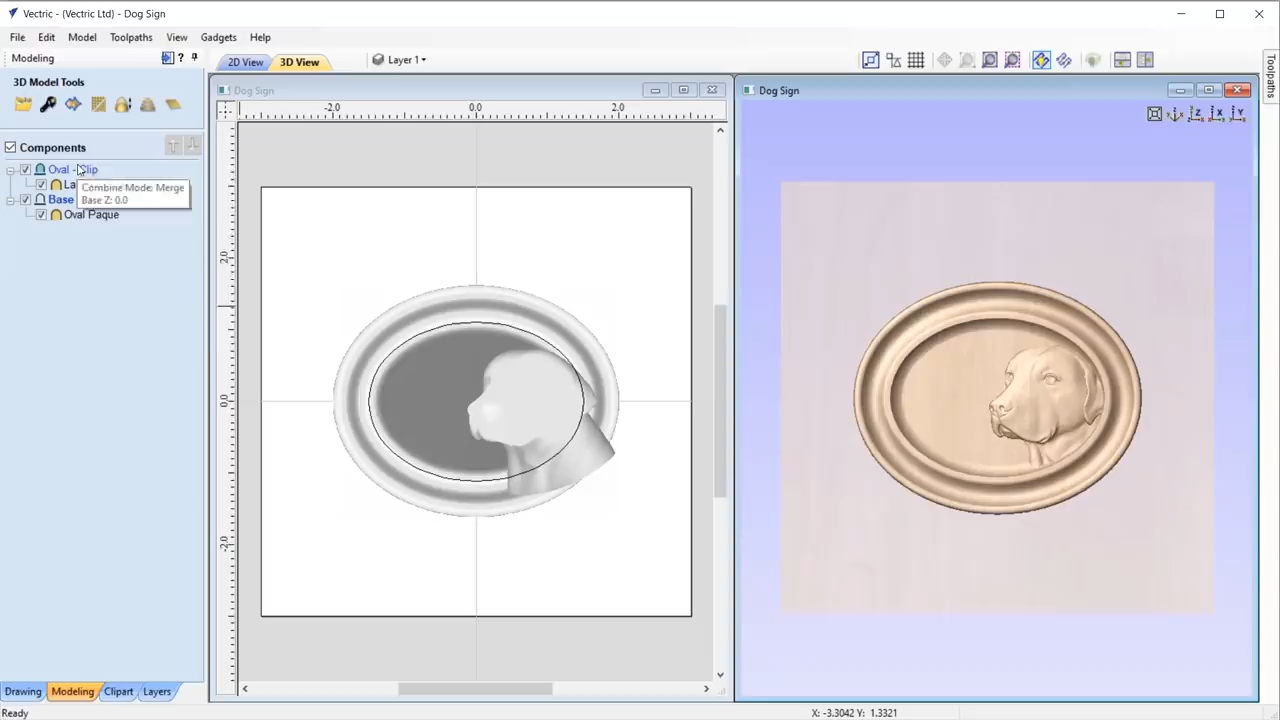 Vectric - {Vectric Ltd} - Dog Sign
File Edit Model Toolpaths View Gadgets Help
Modeling ?
2D View 3D View Layer 1
3D Model Tools
Dog Sign
Dog Sign
-2.0 0.0 2.0
Z X Y
Components
Oval - Clip
La
Combine Mode: Merge
Base Z: 0.0
Base
Oval Paque
2.0
0.0
-2.0
Toolpaths
Drawing Modeling Clipart Layers
Ready
X: -3.3042 Y: 1.3321